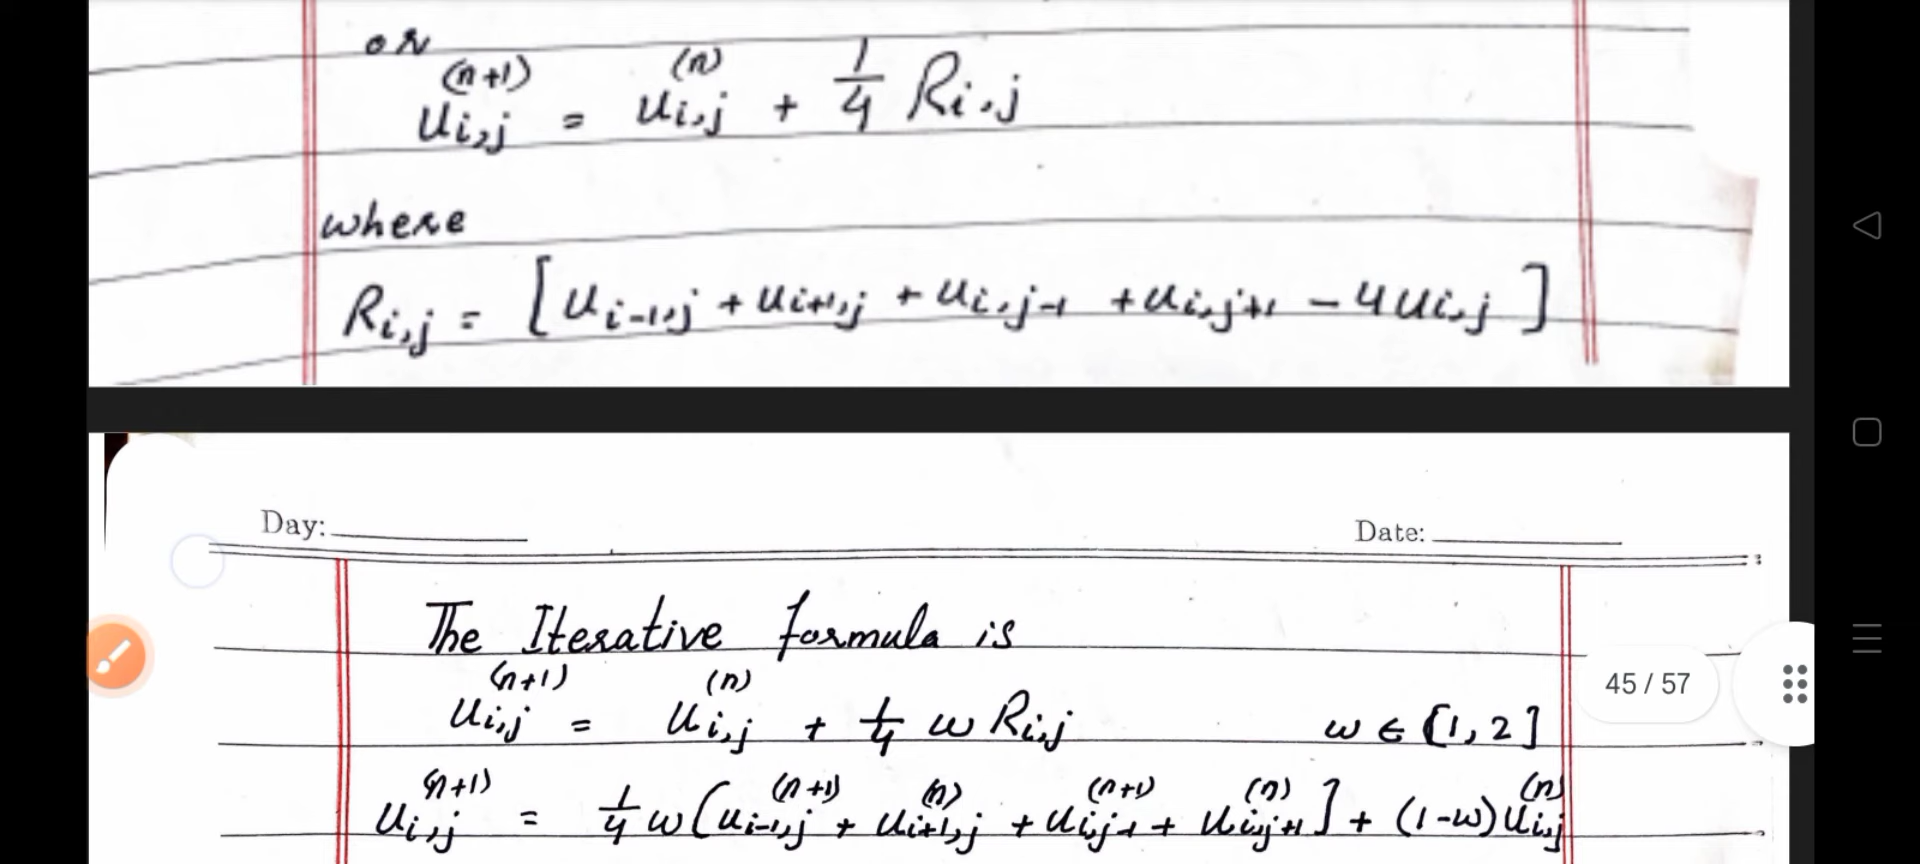 or
u_{i,j}^{(n+1)} = u_{i,j}^{(n)} + 1/4 R_{i,j}
where
R_{i,j} = [u_{i-1,j} + u_{i+1,j} + u_{i,j-1} + u_{i,j+1} - 4u_{i,j}]
Day: Date:
The Iterative formula is
u_{i,j}^{(n+1)} = u_{i,j}^{(n)} + 1/4 w R_{i,j} w ∈ [1, 2]
45 / 57
u_{i,j}^{(n+1)} = 1/4 w [u_{i-1,j}^{(n+1)} + u_{i+1,j}^{(n)} + u_{i,j-1}^{(n+1)} + u_{i,j+1}^{(n)}] + (1-w) u_{i,j}^{(n)}